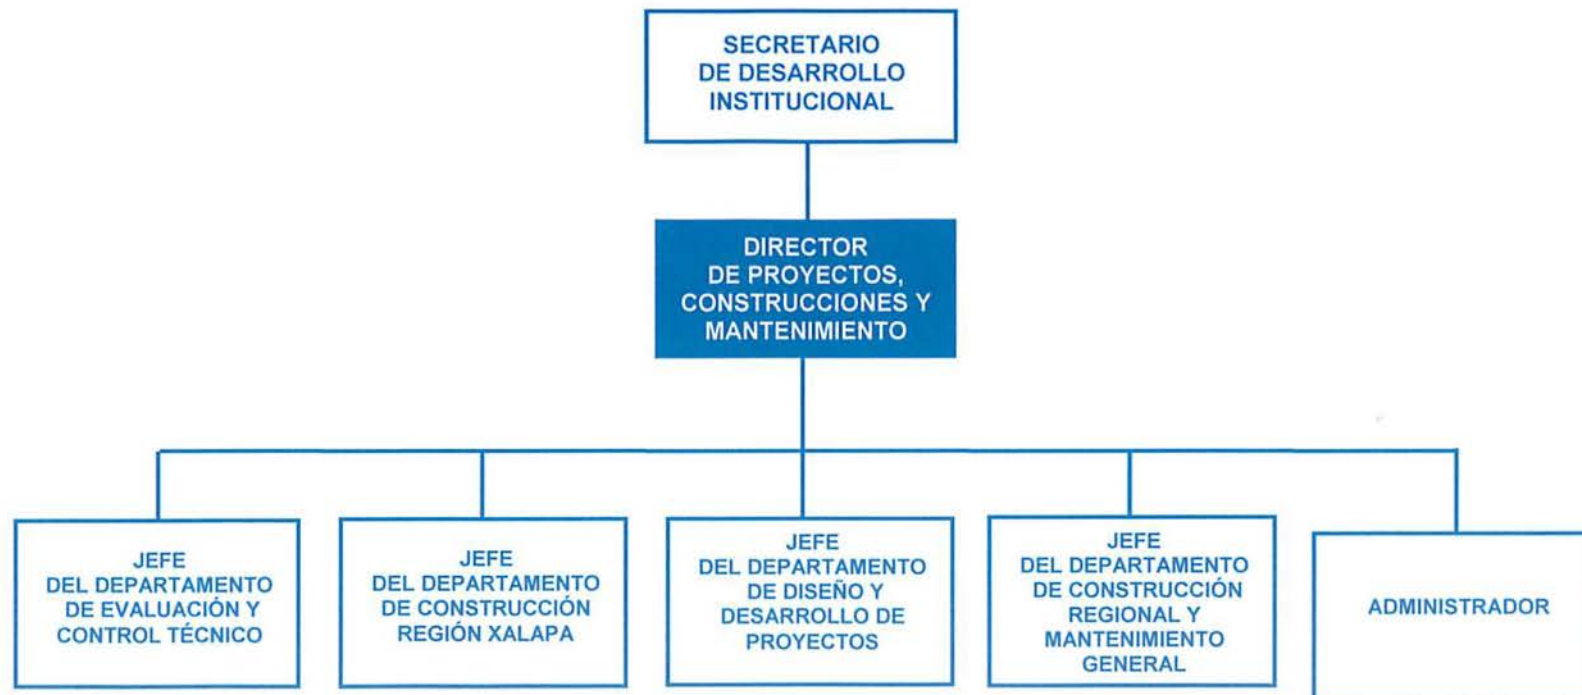 SECRETARIO
DE DESARROLLO
INSTITUCIONAL
DIRECTOR
DE PROYECTOS,
CONSTRUCCIONES Y
MANTENIMIENTO
JEFE
DEL DEPARTAMENTO
DE EVALUACIÓN Y
CONTROL TÉCNICO
JEFE
DEL DEPARTAMENTO
DE CONSTRUCCIÓN
REGIÓN XALAPA
JEFE
DEL DEPARTAMENTO
DE DISEÑO Y
DESARROLLO DE
PROYECTOS
JEFE
DEL DEPARTAMENTO
DE CONSTRUCCIÓN
REGIONAL Y
MANTENIMIENTO
GENERAL
ADMINISTRADOR